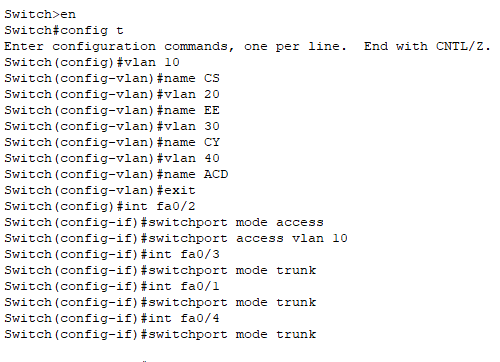 Switch>en
Switch#config t
Enter configuration commands, one per line.  End with CNTL/Z.
Switch(config)#vlan 10
Switch(config-vlan)#name CS
Switch(config-vlan)#vlan 20
Switch(config-vlan)#name EE
Switch(config-vlan)#vlan 30
Switch(config-vlan)#name CY
Switch(config-vlan)#vlan 40
Switch(config-vlan)#name ACD
Switch(config-vlan)#exit
Switch(config)#int fa0/2
Switch(config-if)#switchport mode access
Switch(config-if)#switchport access vlan 10
Switch(config-if)#int fa0/3
Switch(config-if)#switchport mode trunk
Switch(config-if)#int fa0/1
Switch(config-if)#switchport mode trunk
Switch(config-if)#int fa0/4
Switch(config-if)#switchport mode trunk